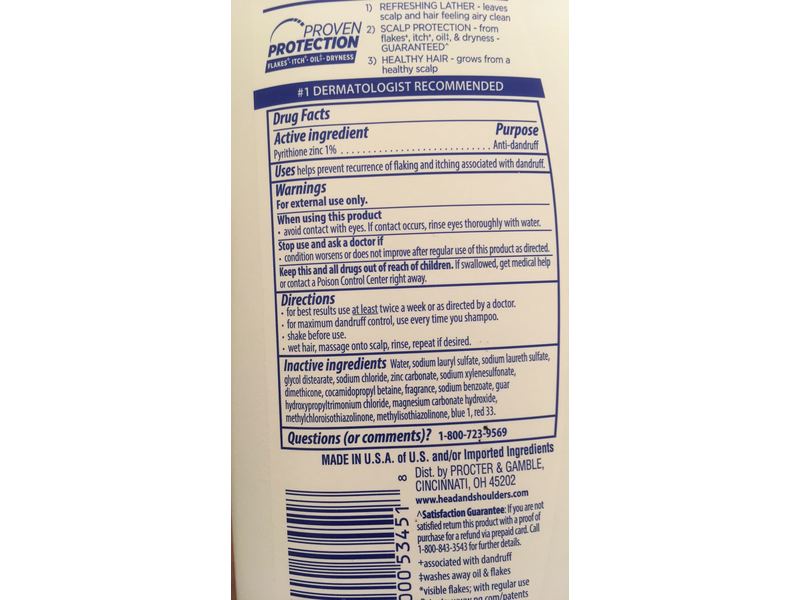 1) REFRESHING LATHER - leaves
scalp and hair feeling airy clean
PROVEN
PROTECTION
FLAKES*·ITCH⁺·OIL‡·DRYNESS
2) SCALP PROTECTION - from
flakes*, itch⁺, oil‡, & dryness -
GUARANTEED^
3) HEALTHY HAIR - grows from a
healthy scalp
#1 DERMATOLOGIST RECOMMENDED
Drug Facts
Active ingredient Purpose
Pyrithione zinc 1% . . . . . . . . . . . . . . . . . . . . . . . . . . . . Anti-dandruff
Uses helps prevent recurrence of flaking and itching associated with dandruff.
Warnings
For external use only.
When using this product
· avoid contact with eyes. If contact occurs, rinse eyes thoroughly with water.
Stop use and ask a doctor if
· condition worsens or does not improve after regular use of this product as directed.
Keep this and all drugs out of reach of children. If swallowed, get medical help
or contact a Poison Control Center right away.
Directions
· for best results use at least twice a week or as directed by a doctor.
· for maximum dandruff control, use every time you shampoo.
· shake before use.
· wet hair, massage onto scalp, rinse, repeat if desired.
Inactive ingredients Water, sodium lauryl sulfate, sodium laureth sulfate,
glycol distearate, sodium chloride, zinc carbonate, sodium xylenesulfonate,
dimethicone, cocamidopropyl betaine, fragrance, sodium benzoate, guar
hydroxypropyltrimonium chloride, magnesium carbonate hydroxide,
methylchloroisothiazolinone, methylisothiazolinone, blue 1, red 33.
Questions (or comments)? 1-800-723-9569
MADE IN U.S.A. of U.S. and/or Imported Ingredients
Dist. by PROCTER & GAMBLE,
CINCINNATI, OH 45202
www.headandshoulders.com
^Satisfaction Guarantee: If you are not
satisfied return this product with a proof of
purchase for a refund via prepaid card. Call
1-800-843-3543 for further details.
+associated with dandruff
‡washes away oil & flakes
*visible flakes; with regular use
www.pg.com/patents
000 53451 8